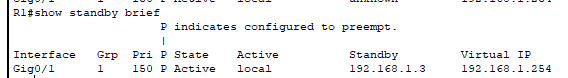 R1#show standby brief
P indicates configured to preempt.
|
Interface Grp Pri P State Active Standby Virtual IP
Gig0/1 1 150 P Active local 192.168.1.3 192.168.1.254